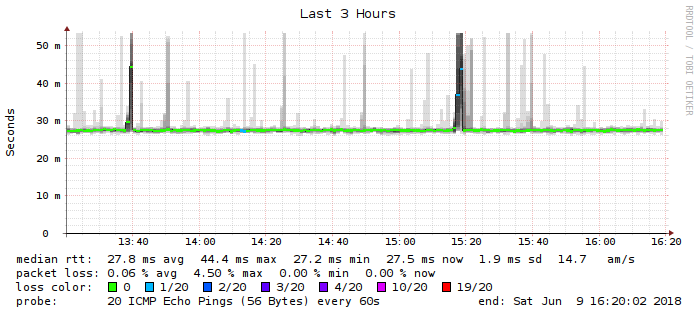 Last 3 Hours
RRDTOOL / TOBI OETIKER
Seconds
50 m
40 m
30 m
20 m
10 m
0
13:40 14:00 14:20 14:40 15:00 15:20 15:40 16:00 16:20
median rtt: 27.8 ms avg 44.4 ms max 27.2 ms min 27.5 ms now 1.9 ms sd 14.7 am/s
packet loss: 0.06 % avg 4.50 % max 0.00 % min 0.00 % now
loss color: 0 1/20 2/20 3/20 4/20 10/20 19/20
probe: 20 ICMP Echo Pings (56 Bytes) every 60s end: Sat Jun 9 16:20:02 2018